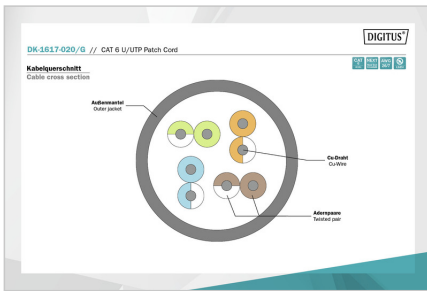 DIGITUS®
DK-1617-020/G // CAT 6 U/UTP Patch Cord
Kabelquerschnitt
Cable cross section
Außenmantel
Outer jacket
Cu-Draht
Cu-Wire
Adernpaare
Twisted pair